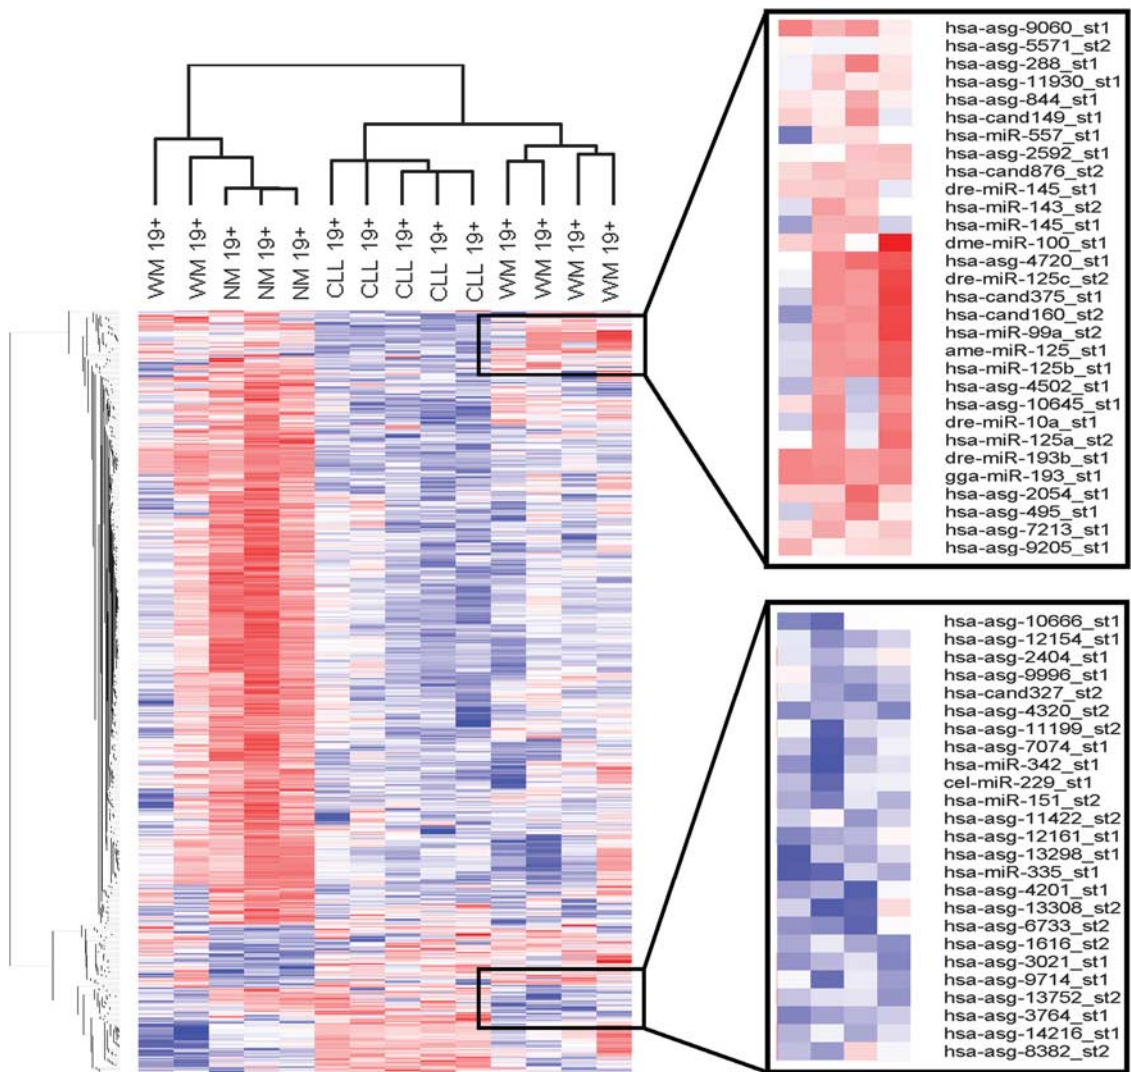 WM 19+
WM 19+
NM 19+
NM 19+
NM 19+
CLL 19+
CLL 19+
CLL 19+
CLL 19+
CLL 19+
WM 19+
WM 19+
WM 19+
WM 19+
hsa-asg-9060_st1
hsa-asg-5571_st2
hsa-asg-288_st1
hsa-asg-11930_st1
hsa-asg-844_st1
hsa-cand149_st1
hsa-miR-557_st1
hsa-asg-2592_st1
hsa-cand876_st2
dre-miR-145_st1
hsa-miR-143_st2
hsa-miR-145_st1
dme-miR-100_st1
hsa-asg-4720_st1
dre-miR-125c_st2
hsa-cand375_st1
hsa-cand160_st2
hsa-miR-99a_st2
ame-miR-125_st1
hsa-miR-125b_st1
hsa-asg-4502_st1
hsa-asg-10645_st1
dre-miR-10a_st1
hsa-miR-125a_st2
dre-miR-193b_st1
gga-miR-193_st1
hsa-asg-2054_st1
hsa-asg-495_st1
hsa-asg-7213_st1
hsa-asg-9205_st1
hsa-asg-10666_st1
hsa-asg-12154_st1
hsa-asg-2404_st1
hsa-asg-9996_st1
hsa-cand327_st2
hsa-asg-4320_st2
hsa-asg-11199_st2
hsa-asg-7074_st1
hsa-miR-342_st1
cel-miR-229_st1
hsa-miR-151_st2
hsa-asg-11422_st2
hsa-asg-12161_st1
hsa-asg-13298_st1
hsa-miR-335_st1
hsa-asg-4201_st1
hsa-asg-13308_st2
hsa-asg-6733_st2
hsa-asg-1616_st2
hsa-asg-3021_st1
hsa-asg-9714_st1
hsa-asg-13752_st2
hsa-asg-3764_st1
hsa-asg-14216_st1
hsa-asg-8382_st2